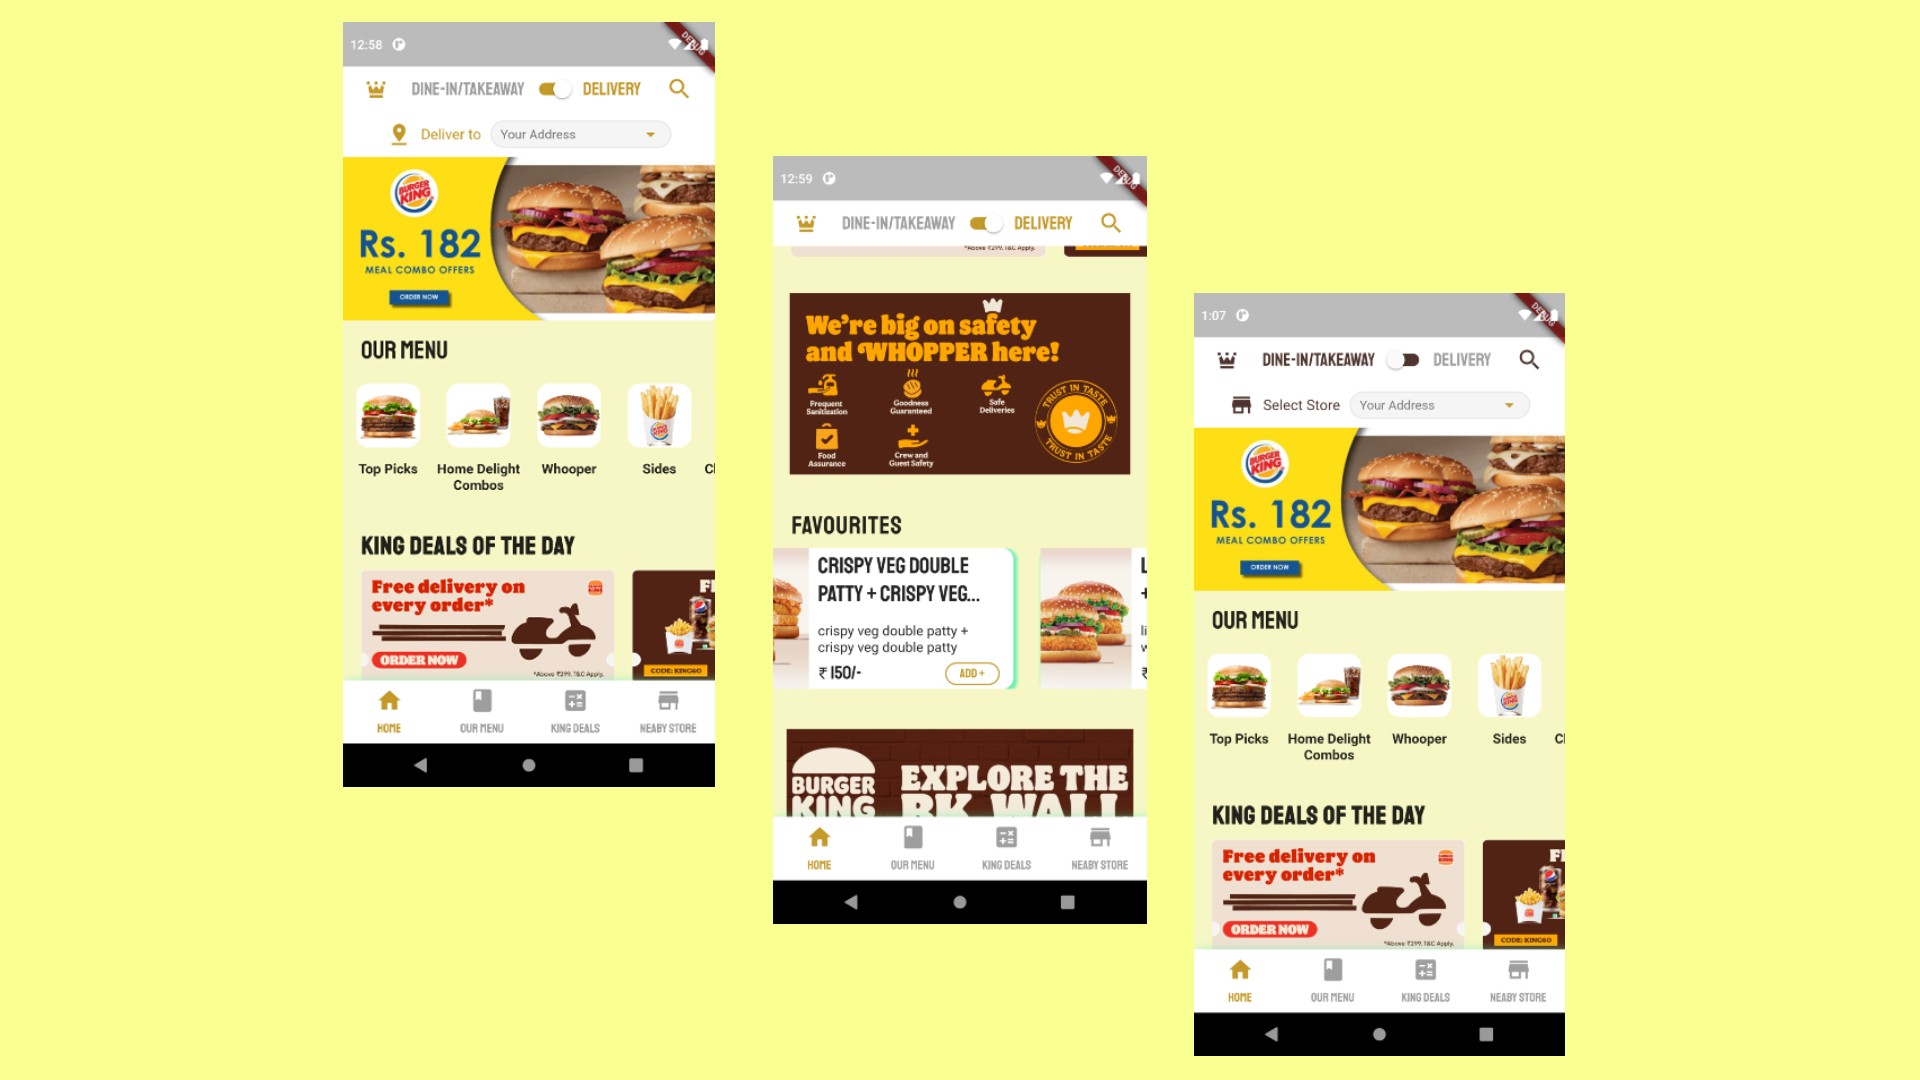 12:58
DEBUG
DINE-IN/TAKEAWAY DELIVERY
Deliver to Your Address
BURGER
KING
Rs. 182
MEAL COMBO OFFERS
ORDER NOW
OUR MENU
Top Picks
Home Delight
Combos
Whooper
Sides
KING DEALS OF THE DAY
Free delivery on
every order*
ORDER NOW
*Above ₹299. T&C Apply.
CODE: KING60
HOME OUR MENU KING DEALS NEABY STORE
12:59
DEBUG
DINE-IN/TAKEAWAY DELIVERY
*Above ₹299. T&C Apply.
We're big on safety
and WHOPPER here!
Frequent
Sanitization
Goodness
Guaranteed
Safe
Deliveries
Food
Assurance
Crew and
Guest Safety
TRUST IN TASTE
TRUST IN TASTE
FAVOURITES
CRISPY VEG DOUBLE
PATTY + CRISPY VEG...
crispy veg double patty +
crispy veg double patty
₹ 150/-
ADD +
BURGER
KING
EXPLORE THE
BK WALL
HOME OUR MENU KING DEALS NEABY STORE
1:07
DEBUG
DINE-IN/TAKEAWAY DELIVERY
Select Store Your Address
BURGER
KING
Rs. 182
MEAL COMBO OFFERS
ORDER NOW
OUR MENU
Top Picks
Home Delight
Combos
Whooper
Sides
KING DEALS OF THE DAY
Free delivery on
every order*
ORDER NOW
*Above ₹299. T&C Apply.
CODE: KING60
HOME OUR MENU KING DEALS NEABY STORE